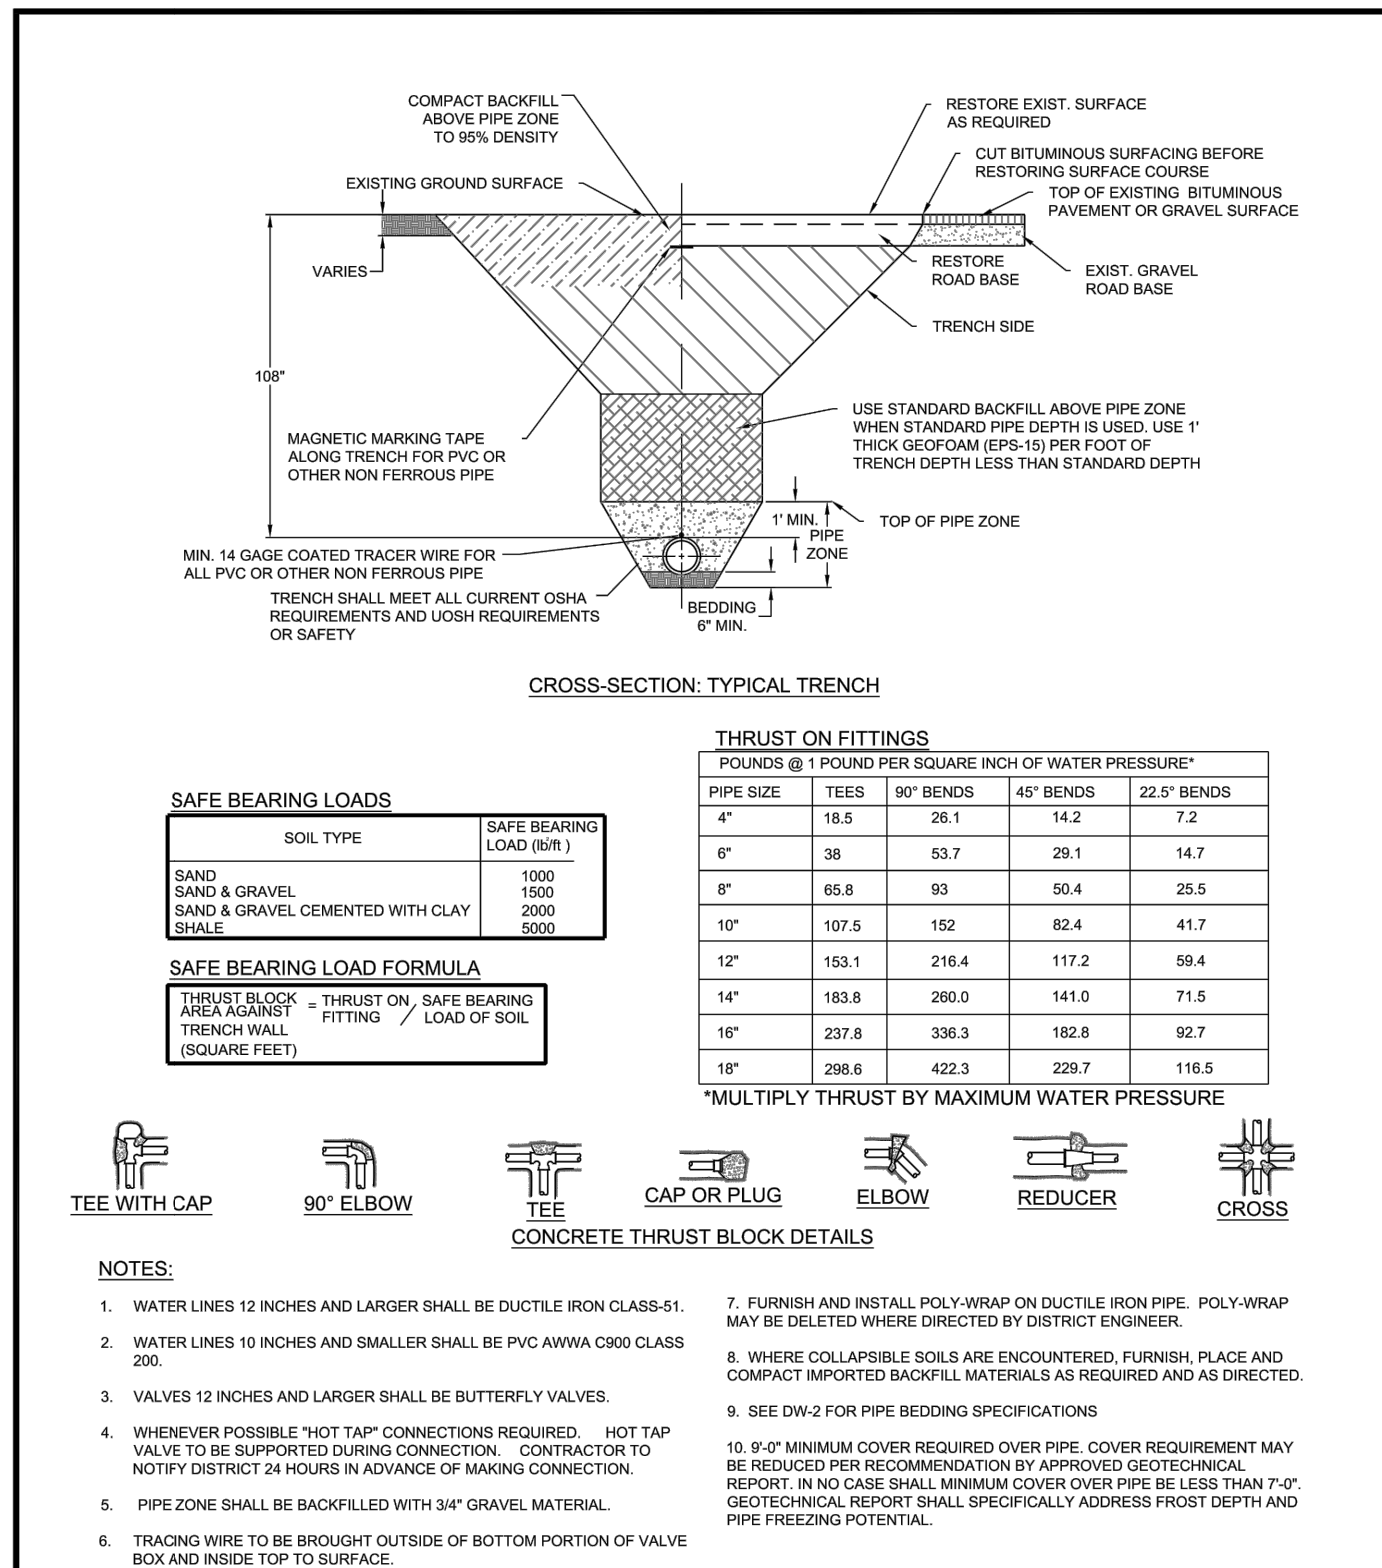 COMPACT BACKFILL
ABOVE PIPE ZONE
TO 95% DENSITY
EXISTING GROUND SURFACE
VARIES
108"
MAGNETIC MARKING TAPE
ALONG TRENCH FOR PVC OR
OTHER NON FERROUS PIPE
MIN. 14 GAGE COATED TRACER WIRE FOR
ALL PVC OR OTHER NON FERROUS PIPE
TRENCH SHALL MEET ALL CURRENT OSHA
REQUIREMENTS AND UOSH REQUIREMENTS
OR SAFETY
RESTORE EXIST. SURFACE
AS REQUIRED
CUT BITUMINOUS SURFACING BEFORE
RESTORING SURFACE COURSE
TOP OF EXISTING BITUMINOUS
PAVEMENT OR GRAVEL SURFACE
RESTORE
ROAD BASE
EXIST. GRAVEL
ROAD BASE
TRENCH SIDE
USE STANDARD BACKFILL ABOVE PIPE ZONE
WHEN STANDARD PIPE DEPTH IS USED. USE 1'
THICK GEOFOAM (EPS-15) PER FOOT OF
TRENCH DEPTH LESS THAN STANDARD DEPTH
1' MIN.
PIPE
ZONE
TOP OF PIPE ZONE
BEDDING
6" MIN.
CROSS-SECTION: TYPICAL TRENCH
SAFE BEARING LOADS
SOIL TYPE SAFE BEARING
LOAD (lb/ft²)
SAND 1000
SAND & GRAVEL 1500
SAND & GRAVEL CEMENTED WITH CLAY 2000
SHALE 5000
SAFE BEARING LOAD FORMULA
THRUST BLOCK
AREA AGAINST
TRENCH WALL
(SQUARE FEET)
= THRUST ON
FITTING
/ SAFE BEARING
LOAD OF SOIL
THRUST ON FITTINGS
POUNDS @ 1 POUND PER SQUARE INCH OF WATER PRESSURE*
PIPE SIZE TEES 90° BENDS 45° BENDS 22.5° BENDS
4" 18.5 26.1 14.2 7.2
6" 38 53.7 29.1 14.7
8" 65.8 93 50.4 25.5
10" 107.5 152 82.4 41.7
12" 153.1 216.4 117.2 59.4
14" 183.8 260.0 141.0 71.5
16" 237.8 336.3 182.8 92.7
18" 298.6 422.3 229.7 116.5
*MULTIPLY THRUST BY MAXIMUM WATER PRESSURE
TEE WITH CAP
90° ELBOW
TEE
CAP OR PLUG
ELBOW
REDUCER
CROSS
CONCRETE THRUST BLOCK DETAILS
NOTES:
1. WATER LINES 12 INCHES AND LARGER SHALL BE DUCTILE IRON CLASS-51.
2. WATER LINES 10 INCHES AND SMALLER SHALL BE PVC AWWA C900 CLASS
200.
3. VALVES 12 INCHES AND LARGER SHALL BE BUTTERFLY VALVES.
4. WHENEVER POSSIBLE "HOT TAP" CONNECTIONS REQUIRED. HOT TAP
VALVE TO BE SUPPORTED DURING CONNECTION. CONTRACTOR TO
NOTIFY DISTRICT 24 HOURS IN ADVANCE OF MAKING CONNECTION.
5. PIPE ZONE SHALL BE BACKFILLED WITH 3/4" GRAVEL MATERIAL.
6. TRACING WIRE TO BE BROUGHT OUTSIDE OF BOTTOM PORTION OF VALVE
BOX AND INSIDE TOP TO SURFACE.
7. FURNISH AND INSTALL POLY-WRAP ON DUCTILE IRON PIPE. POLY-WRAP
MAY BE DELETED WHERE DIRECTED BY DISTRICT ENGINEER.
8. WHERE COLLAPSIBLE SOILS ARE ENCOUNTERED, FURNISH, PLACE AND
COMPACT IMPORTED BACKFILL MATERIALS AS REQUIRED AND AS DIRECTED.
9. SEE DW-2 FOR PIPE BEDDING SPECIFICATIONS
10. 9'-0" MINIMUM COVER REQUIRED OVER PIPE. COVER REQUIREMENT MAY
BE REDUCED PER RECOMMENDATION BY APPROVED GEOTECHNICAL
REPORT. IN NO CASE SHALL MINIMUM COVER OVER PIPE BE LESS THAN 7'-0".
GEOTECHNICAL REPORT SHALL SPECIFICALLY ADDRESS FROST DEPTH AND
PIPE FREEZING POTENTIAL.